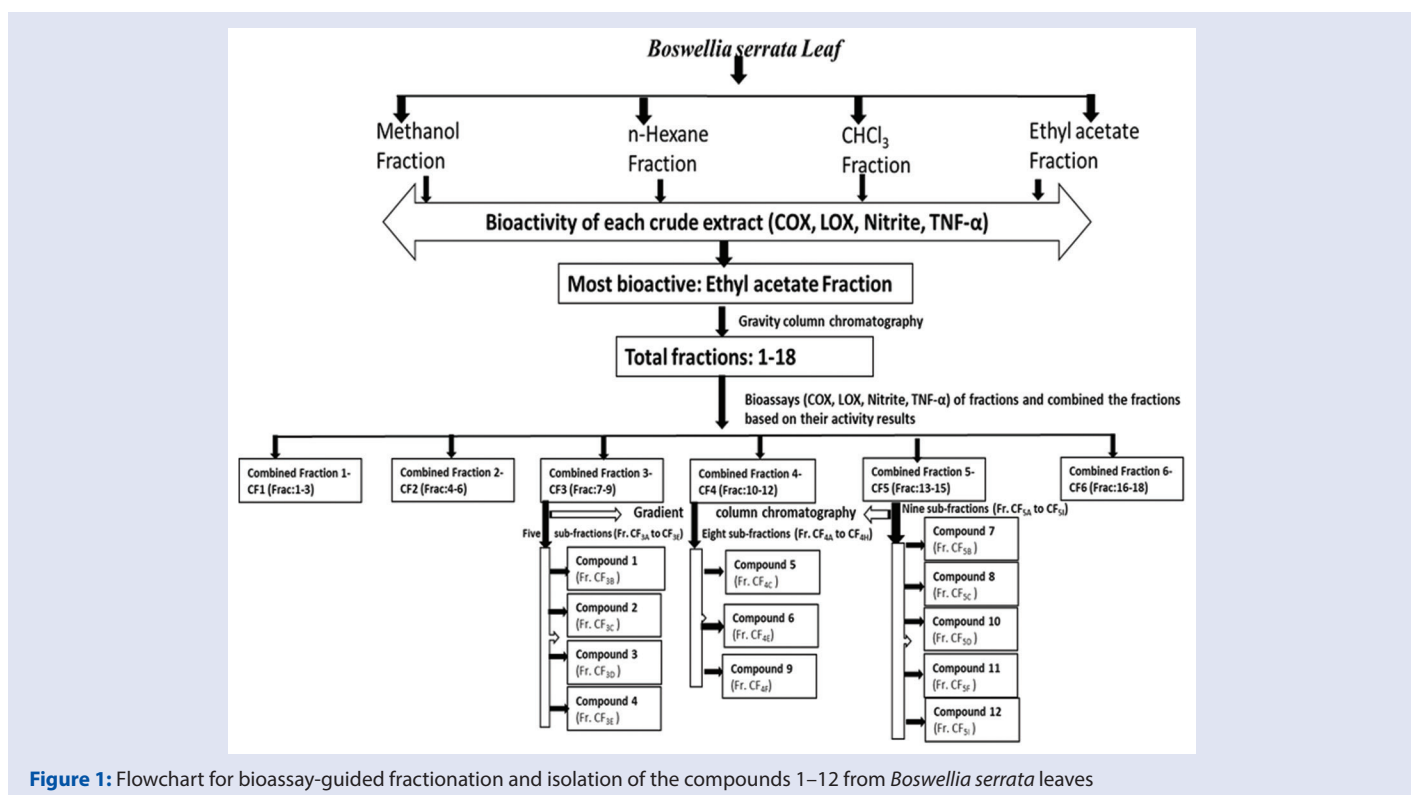 Boswellia serrata Leaf
Methanol
Fraction
n-Hexane
Fraction
CHCl₃
Fraction
Ethyl acetate
Fraction
Bioactivity of each crude extract (COX, LOX, Nitrite, TNF-α)
Most bioactive: Ethyl acetate Fraction
Gravity column chromatography
Total fractions: 1-18
Bioassays (COX, LOX, Nitrite, TNF-α) of fractions and combined the fractions
based on their activity results
Combined Fraction 1-
CF1 (Frac:1-3)
Combined Fraction 2-
CF2 (Frac:4-6)
Combined Fraction 3-
CF3 (Frac:7-9)
Combined Fraction 4-
CF4 (Frac:10-12)
Combined Fraction 5-
CF5 (Frac:13-15)
Combined Fraction 6-
CF6 (Frac:16-18)
Gradient column chromatography
Five sub-fractions (Fr. CF3A to CF3E)
Eight sub-fractions (Fr. CF4A to CF4H)
Nine sub-fractions (Fr. CF5A to CF5I)
Compound 1
(Fr. CF3B)
Compound 2
(Fr. CF3C)
Compound 3
(Fr. CF3D)
Compound 4
(Fr. CF3E)
Compound 5
(Fr. CF4C)
Compound 6
(Fr. CF4E)
Compound 9
(Fr. CF4F)
Compound 7
(Fr. CF5B)
Compound 8
(Fr. CF5C)
Compound 10
(Fr. CF5D)
Compound 11
(Fr. CF5F)
Compound 12
(Fr. CF5I)
Figure 1: Flowchart for bioassay-guided fractionation and isolation of the compounds 1–12 from Boswellia serrata leaves